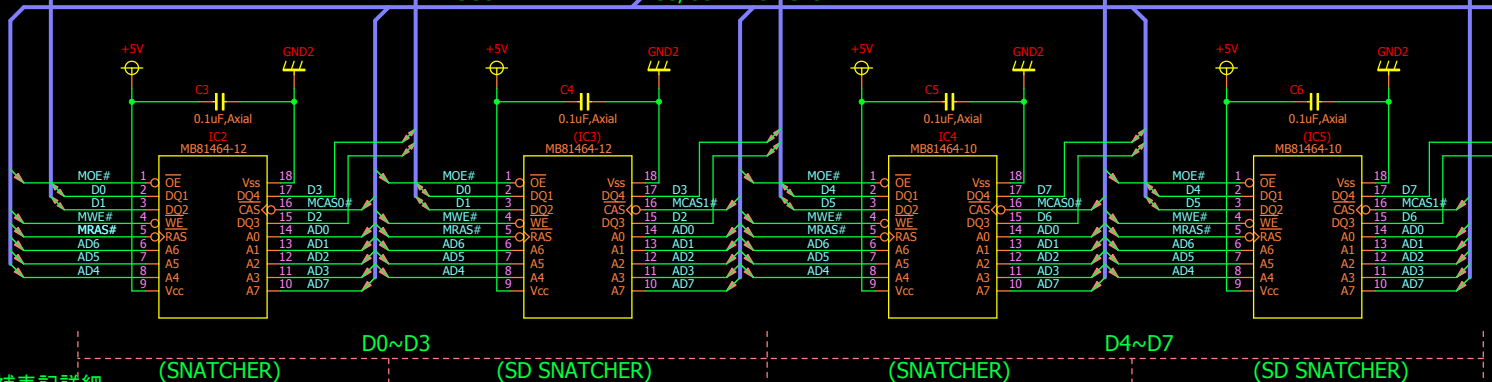 +5V
GND2
C3
0.1uF,Axial
IC2
MB81464-12
MOE# 1 OE Vss 18
D0 2 DQ1 DQ4 17 D3
D1 3 DQ2 CAS 16 MCAS0#
MWE# 4 WE DQ3 15 D2
MRAS# 5 RAS A0 14 AD0
AD6 6 A6 A1 13 AD1
AD5 7 A5 A2 12 AD2
AD4 8 A4 A3 11 AD3
9 Vcc A7 10 AD7
+5V
GND2
C4
0.1uF,Axial
(IC3)
MB81464-12
MOE# 1 OE Vss 18
D0 2 DQ1 DQ4 17 D3
D1 3 DQ2 CAS 16 MCAS1#
MWE# 4 WE DQ3 15 D2
MRAS# 5 RAS A0 14 AD0
AD6 6 A6 A1 13 AD1
AD5 7 A5 A2 12 AD2
AD4 8 A4 A3 11 AD3
9 Vcc A7 10 AD7
+5V
GND2
C5
0.1uF,Axial
IC4
MB81464-10
MOE# 1 OE Vss 18
D4 2 DQ1 DQ4 17 D7
D5 3 DQ2 CAS 16 MCAS0#
MWE# 4 WE DQ3 15 D6
MRAS# 5 RAS A0 14 AD0
AD6 6 A6 A1 13 AD1
AD5 7 A5 A2 12 AD2
AD4 8 A4 A3 11 AD3
9 Vcc A7 10 AD7
+5V
GND2
C6
0.1uF,Axial
(IC5)
MB81464-10
MOE# 1 OE Vss 18
D4 2 DQ1 DQ4 17 D7
D5 3 DQ2 CAS 16 MCAS1#
MWE# 4 WE DQ3 15 D6
MRAS# 5 RAS A0 14 AD0
AD6 6 A6 A1 13 AD1
AD5 7 A5 A2 12 AD2
AD4 8 A4 A3 11 AD3
9 Vcc A7 10 AD7
D0~D3
D4~D7
(SNATCHER)
(SD SNATCHER)
(SNATCHER)
(SD SNATCHER)